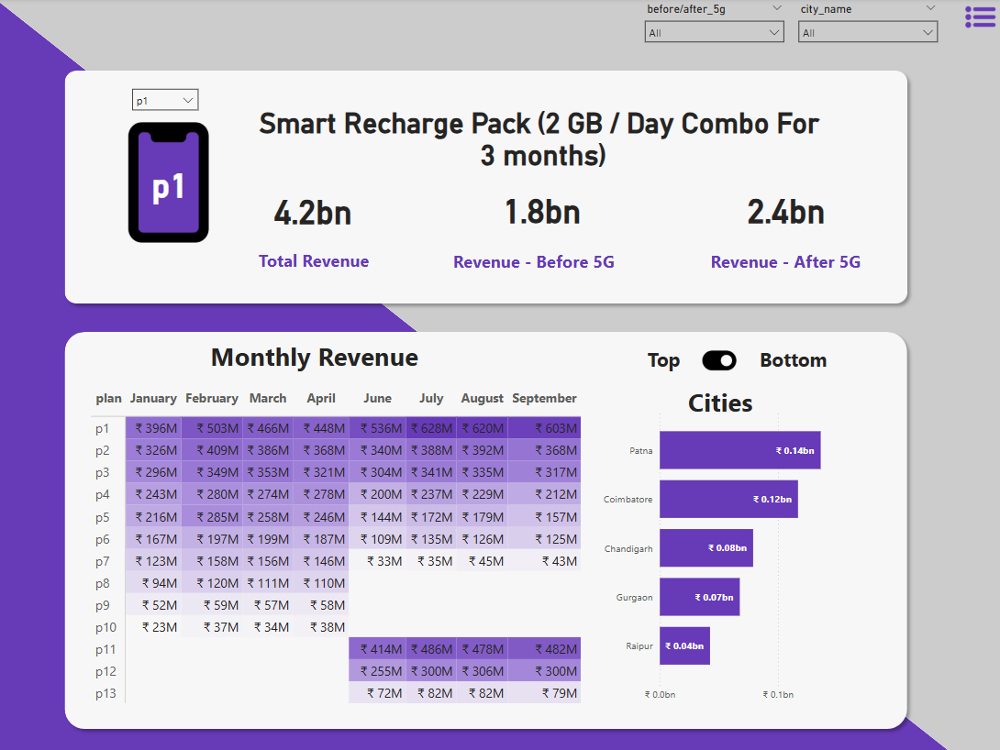 before/after_5g
city_name
All
All
p1
p1
Smart Recharge Pack (2 GB / Day Combo For
3 months)
4.2bn
1.8bn
2.4bn
Total Revenue
Revenue - Before 5G
Revenue - After 5G
Monthly Revenue
Top
Bottom
Cities
plan January February March April June July August September
p1 ₹ 396M ₹ 503M ₹ 466M ₹ 448M ₹ 536M ₹ 628M ₹ 620M ₹ 603M
p2 ₹ 326M ₹ 409M ₹ 386M ₹ 368M ₹ 340M ₹ 388M ₹ 392M ₹ 368M
p3 ₹ 296M ₹ 349M ₹ 353M ₹ 321M ₹ 304M ₹ 341M ₹ 335M ₹ 317M
p4 ₹ 243M ₹ 280M ₹ 274M ₹ 278M ₹ 200M ₹ 237M ₹ 229M ₹ 212M
p5 ₹ 216M ₹ 285M ₹ 258M ₹ 246M ₹ 144M ₹ 172M ₹ 179M ₹ 157M
p6 ₹ 167M ₹ 197M ₹ 199M ₹ 187M ₹ 109M ₹ 135M ₹ 126M ₹ 125M
p7 ₹ 123M ₹ 158M ₹ 156M ₹ 146M ₹ 33M ₹ 35M ₹ 45M ₹ 43M
p8 ₹ 94M ₹ 120M ₹ 111M ₹ 110M
p9 ₹ 52M ₹ 59M ₹ 57M ₹ 58M
p10 ₹ 23M ₹ 37M ₹ 34M ₹ 38M
p11 ₹ 414M ₹ 486M ₹ 478M ₹ 482M
p12 ₹ 255M ₹ 300M ₹ 306M ₹ 300M
p13 ₹ 72M ₹ 82M ₹ 82M ₹ 79M
Patna ₹ 0.14bn
Coimbatore ₹ 0.12bn
Chandigarh ₹ 0.08bn
Gurgaon ₹ 0.07bn
Raipur ₹ 0.04bn
₹ 0.0bn ₹ 0.1bn